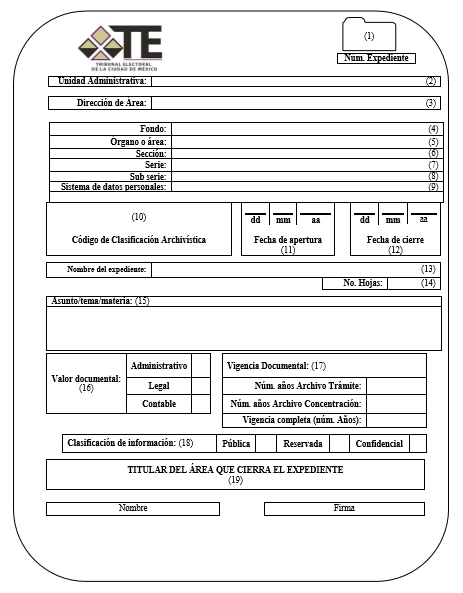 TE
TRIBUNAL ELECTORAL
DE LA CIUDAD DE MÉXICO
(1)
Núm. Expediente
Unidad Administrativa: (2)
Dirección de Área: (3)
Fondo: (4)
Órgano o área: (5)
Sección: (6)
Serie: (7)
Sub serie: (8)
Sistema de datos personales: (9)
(10)
Código de Clasificación Archivística
dd mm aa
Fecha de apertura
(11)
dd mm aa
Fecha de cierre
(12)
Nombre del expediente: (13)
No. Hojas: (14)
Asunto/tema/materia: (15)
Valor documental:
(16)
Administrativo
Legal
Contable
Vigencia Documental: (17)
Núm. años Archivo Trámite:
Núm. años Archivo Concentración:
Vigencia completa (núm. Años):
Clasificación de información: (18) Pública Reservada Confidencial
TITULAR DEL ÁREA QUE CIERRA EL EXPEDIENTE
(19)
Nombre Firma